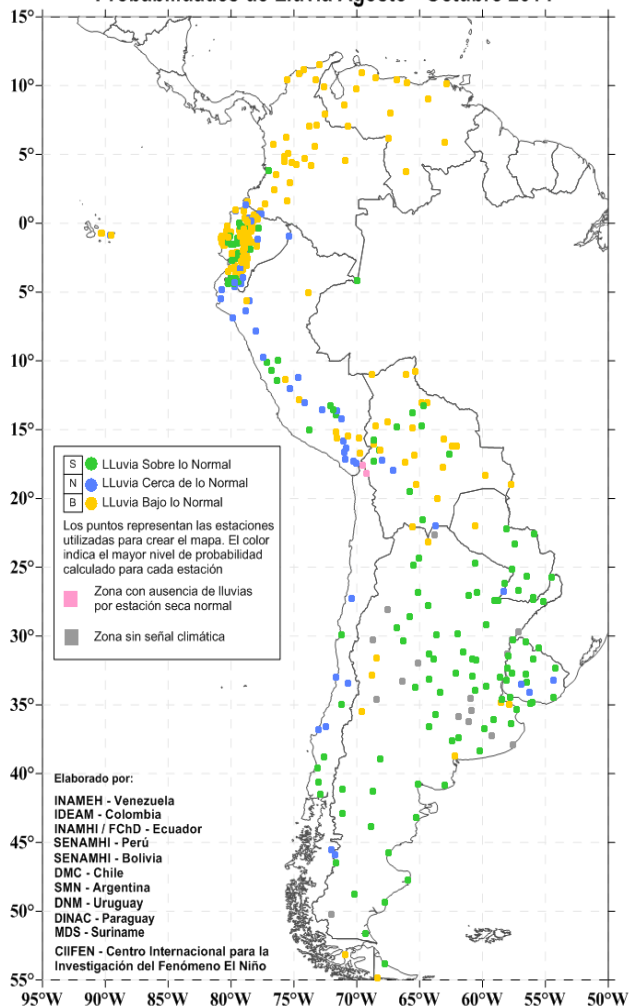 Probabilidades de Lluvia Agosto - Octubre
15°
10°
5°
0°
5°
10°
15°
20°
25°
30°
35°
40°
45°
50°
55°
S LLuvia Sobre lo Normal
N LLuvia Cerca de lo Normal
B LLuvia Bajo lo Normal
Los puntos representan las estaciones
utilizadas para crear el mapa. El color
indica el mayor nivel de probabilidad
calculado para cada estación
Zona con ausencia de lluvias
por estación seca normal
Zona sin señal climática
Elaborado por:
INAMEH - Venezuela
IDEAM - Colombia
INAMHI / FChD - Ecuador
SENAMHI - Perú
SENAMHI - Bolivia
DMC - Chile
SMN - Argentina
DNM - Uruguay
DINAC - Paraguay
MDS - Suriname
CIIFEN - Centro Internacional para la
Investigación del Fenómeno El Niño
95°W 90°W 85°W 80°W 75°W 70°W 65°W 60°W 55°W 50°W